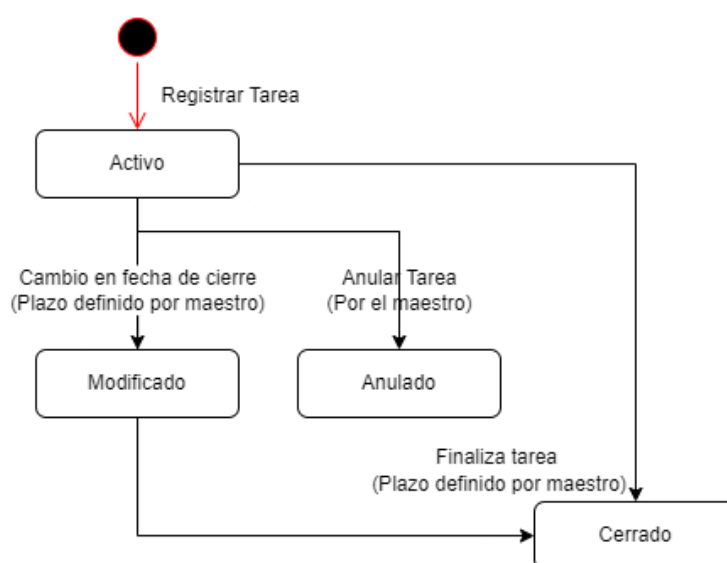 Registrar Tarea
Activo
Cambio en fecha de cierre
(Plazo definido por maestro)
Anular Tarea
(Por el maestro)
Modificado
Anulado
Finaliza tarea
(Plazo definido por maestro)
Cerrado